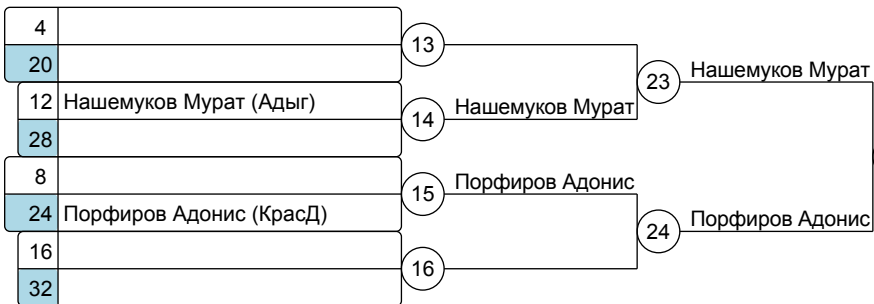 4
20
12 Нашемуков Мурат (Адыг)
28
8
24 Порфиров Адонис (КрасД)
16
32
13
14 Нашемуков Мурат
15 Порфиров Адонис
16
23 Нашемуков Мурат
24 Порфиров Адонис